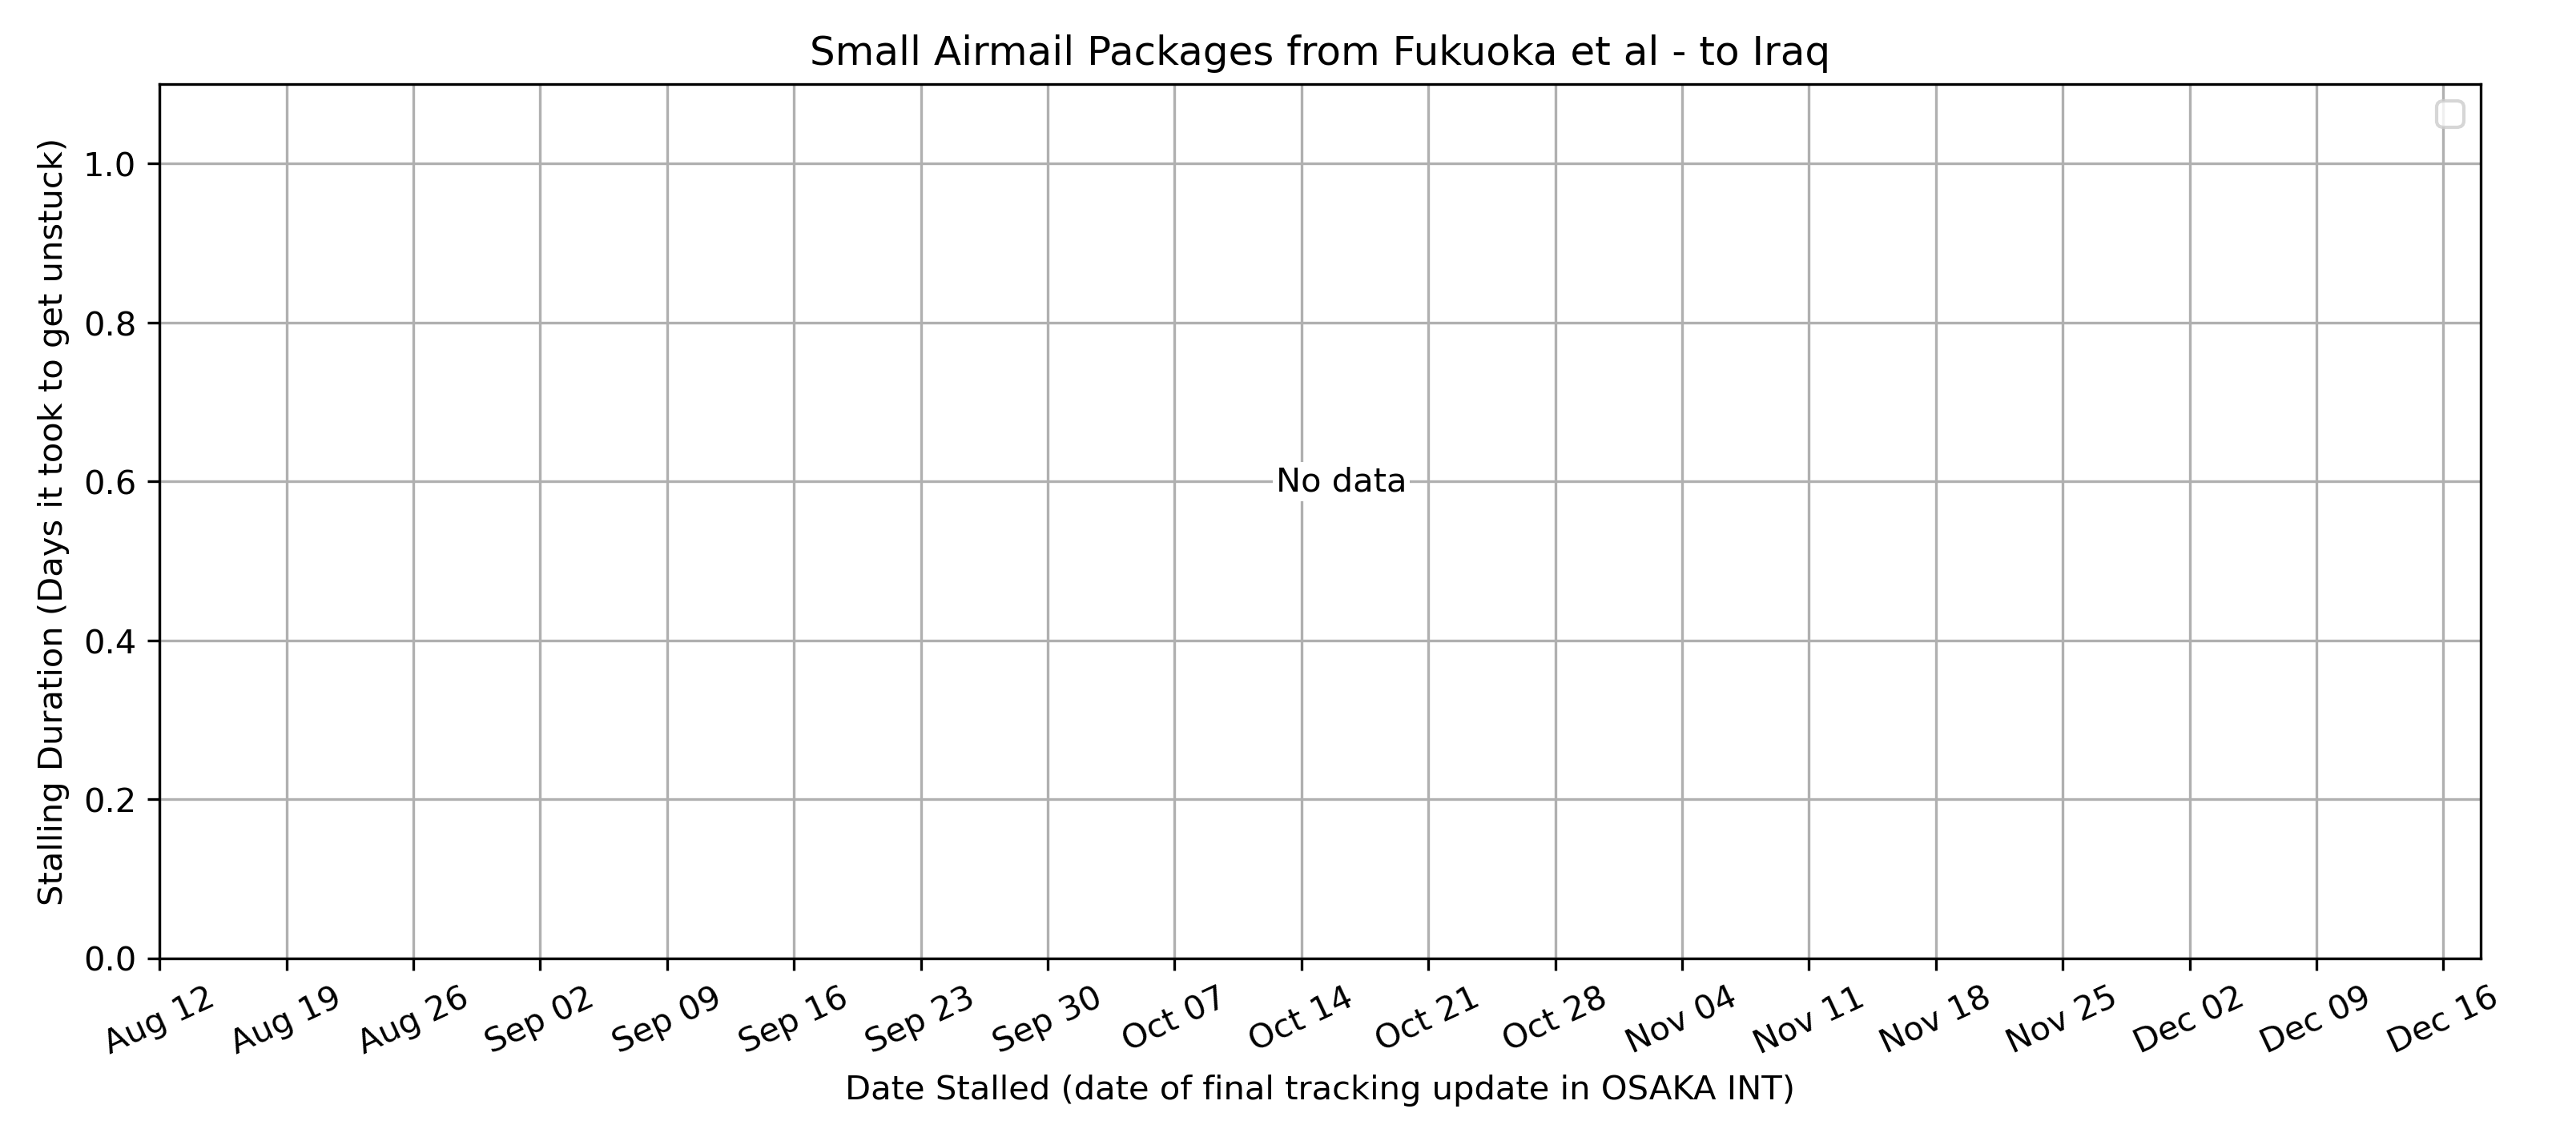 Small Airmail Packages from Fukuoka et al - to Iraq
Stalling Duration (Days it took to get unstuck)
1.0
0.8
0.6
0.4
0.2
0.0
No data
Aug 12
Aug 19
Aug 26
Sep 02
Sep 09
Sep 16
Sep 23
Sep 30
Oct 07
Oct 14
Oct 21
Oct 28
Nov 04
Nov 11
Nov 18
Nov 25
Dec 02
Dec 09
Dec 16
Date Stalled (date of final tracking update in OSAKA INT)